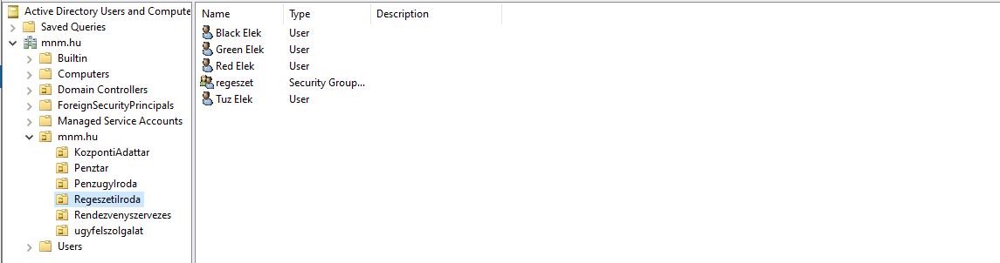 Active Directory Users and Compute
Saved Queries
mnm.hu
Builtin
Computers
Domain Controllers
ForeignSecurityPrincipals
Managed Service Accounts
mnm.hu
KozpontiAdattar
Penztar
PenzugyIroda
RegeszetiIroda
Rendezvenyszervezes
ugyfelszolgalat
Users
Name Type Description
Black Elek User
Green Elek User
Red Elek User
regeszet Security Group...
Tuz Elek User